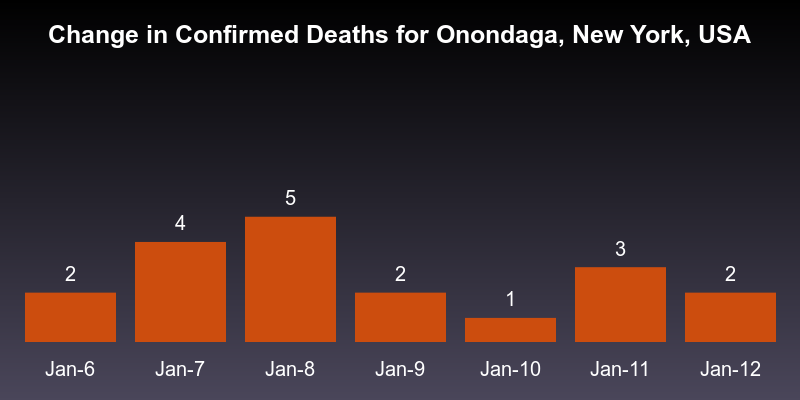 Change in Confirmed Deaths for Onondaga, New York, USA
2 4 5 2 1 3 2
Jan-6 Jan-7 Jan-8 Jan-9 Jan-10 Jan-11 Jan-12